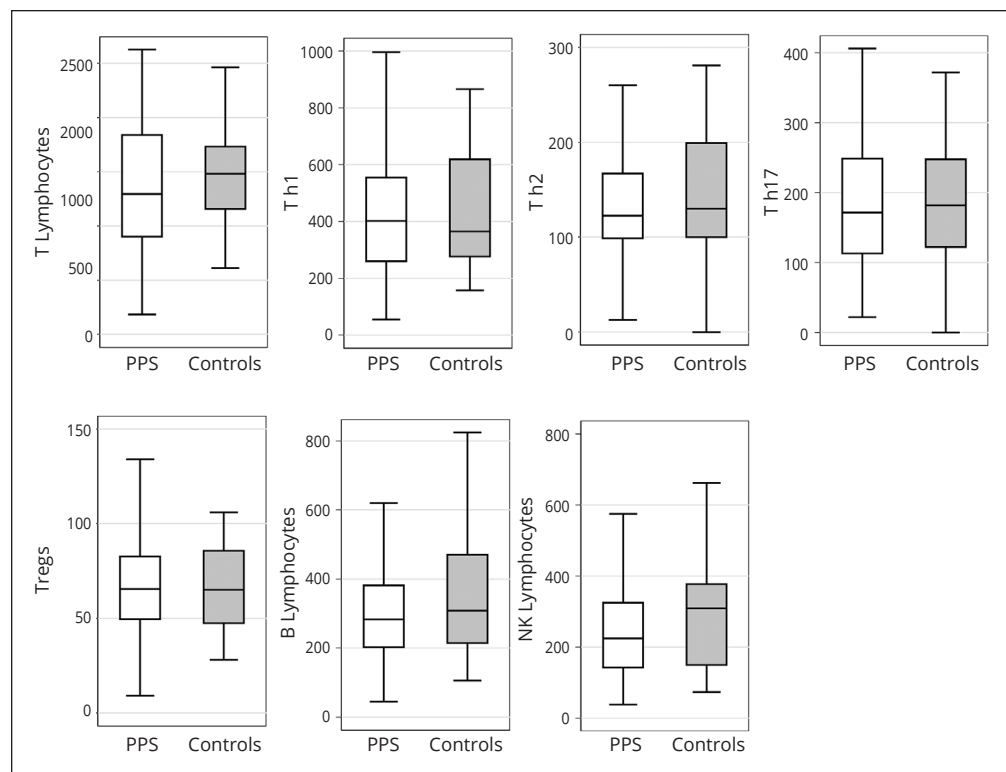 T Lymphocytes
2500
2000
1000
500
0
PPS Controls
T h1
1000
800
600
400
200
0
PPS Controls
T h2
300
200
100
0
PPS Controls
T h17
400
300
200
100
0
PPS Controls
Tregs
150
100
50
0
PPS Controls
B Lymphocytes
800
600
400
200
0
PPS Controls
NK Lymphocytes
800
600
400
200
0
PPS Controls